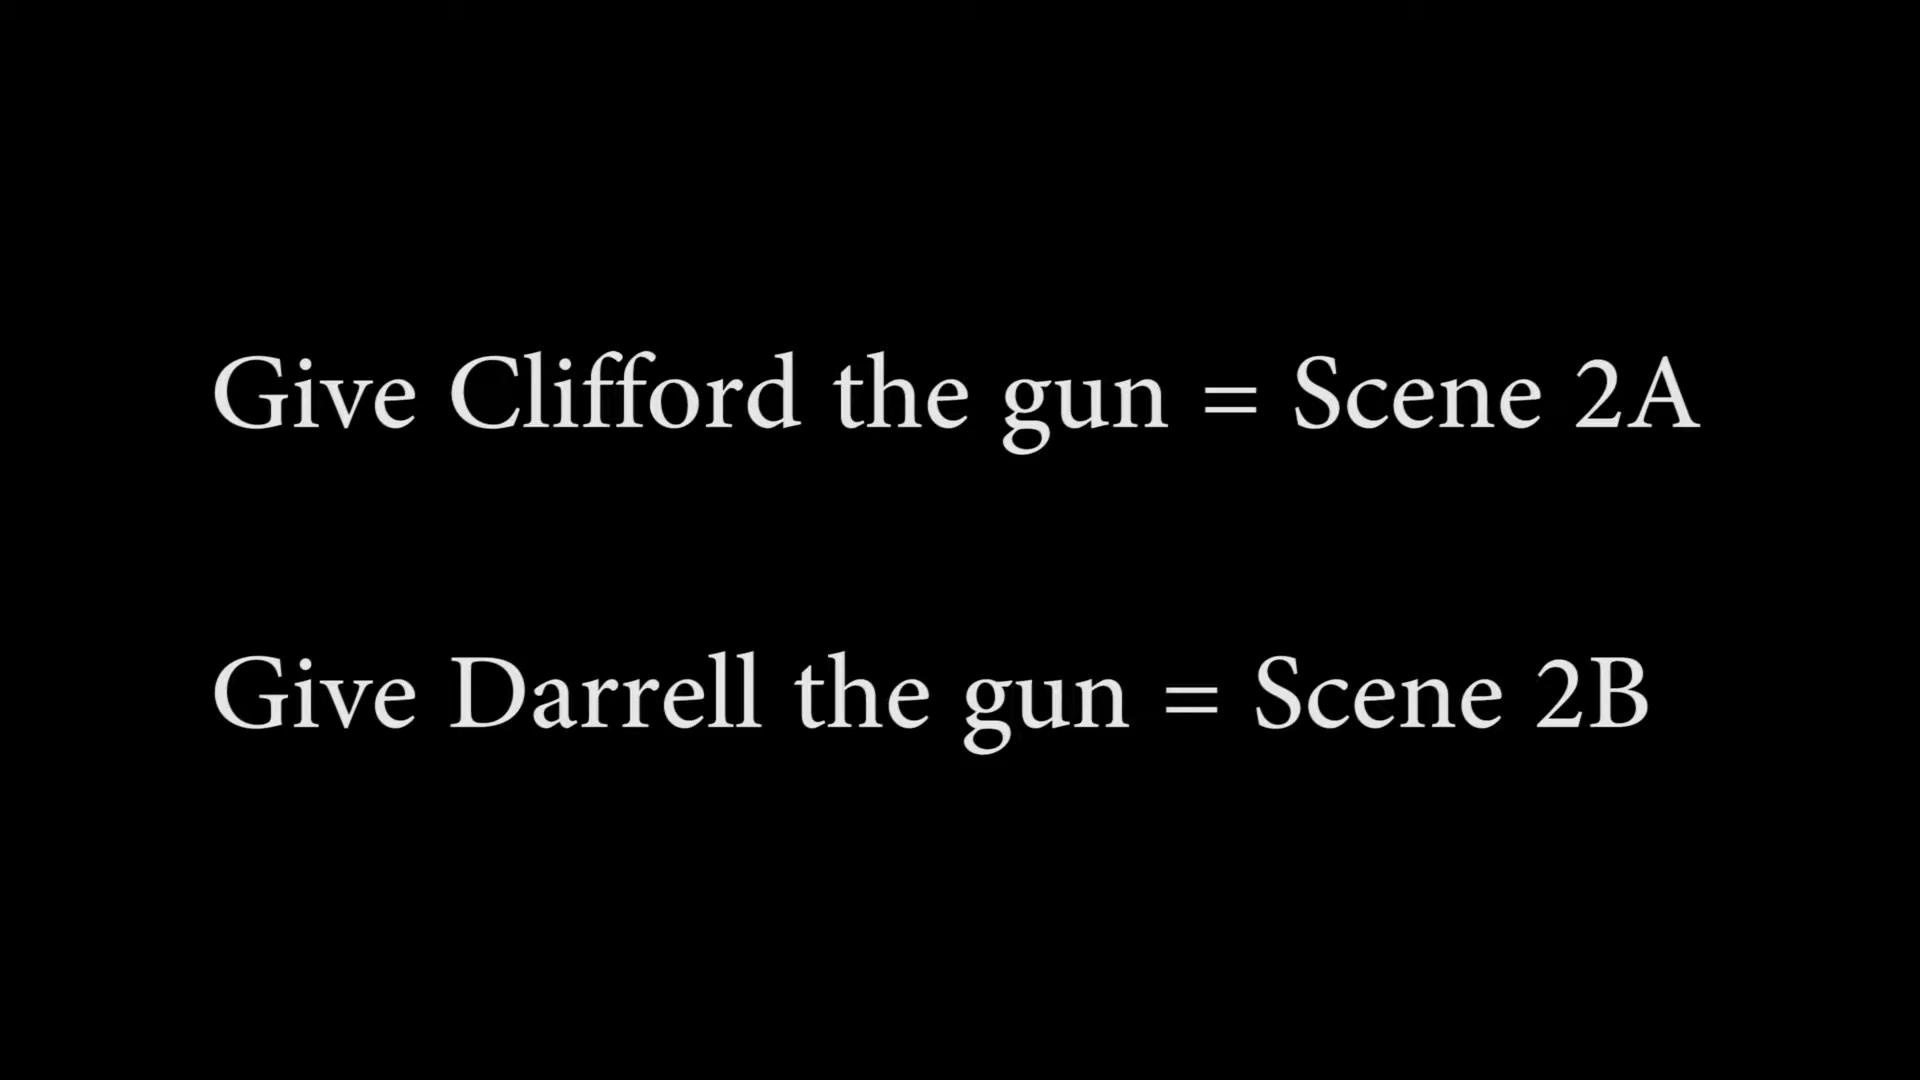 Give Clifford the gun = Scene 2A
Give Darrell the gun = Scene 2B